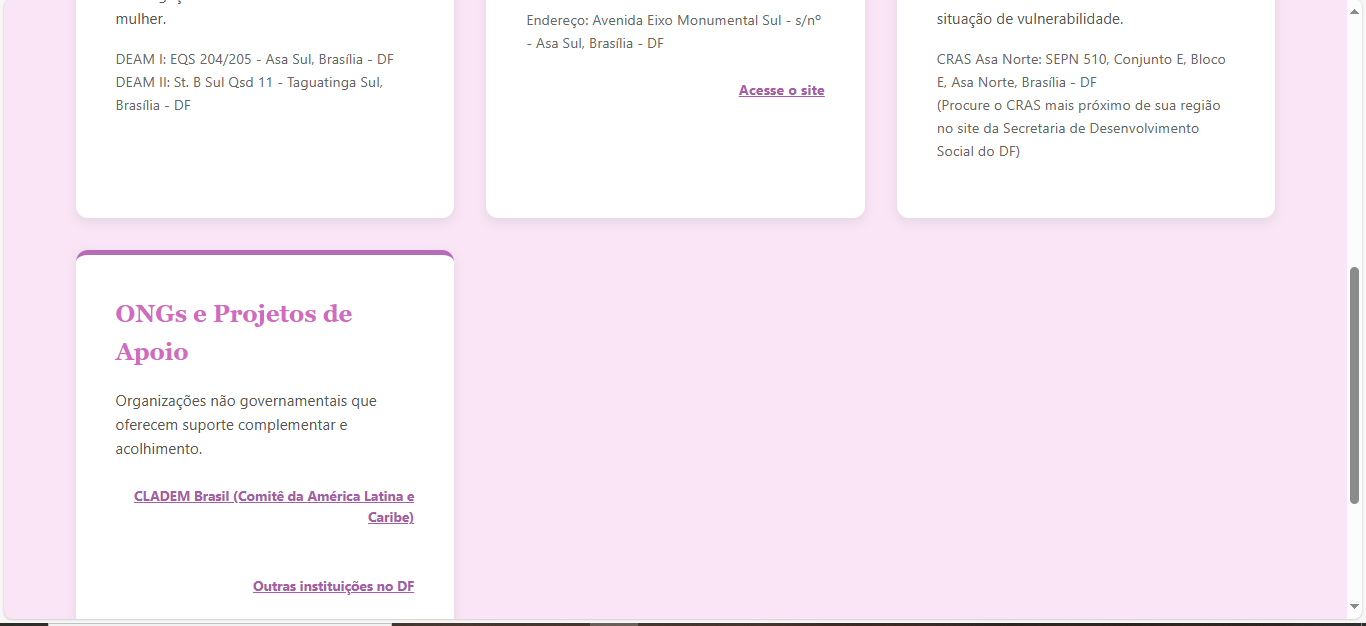 mulher.
DEAM I: EQS 204/205 - Asa Sul, Brasília - DF
DEAM II: St. B Sul Qsd 11 - Taguatinga Sul,
Brasília - DF
Endereço: Avenida Eixo Monumental Sul - s/nº
- Asa Sul, Brasília - DF
Acesse o site
situação de vulnerabilidade.
CRAS Asa Norte: SEPN 510, Conjunto E, Bloco
E, Asa Norte, Brasília - DF
(Procure o CRAS mais próximo de sua região
no site da Secretaria de Desenvolvimento
Social do DF)
ONGs e Projetos de
Apoio
Organizações não governamentais que
oferecem suporte complementar e
acolhimento.
CLADEM Brasil (Comitê da América Latina e
Caribe)
Outras instituições no DF